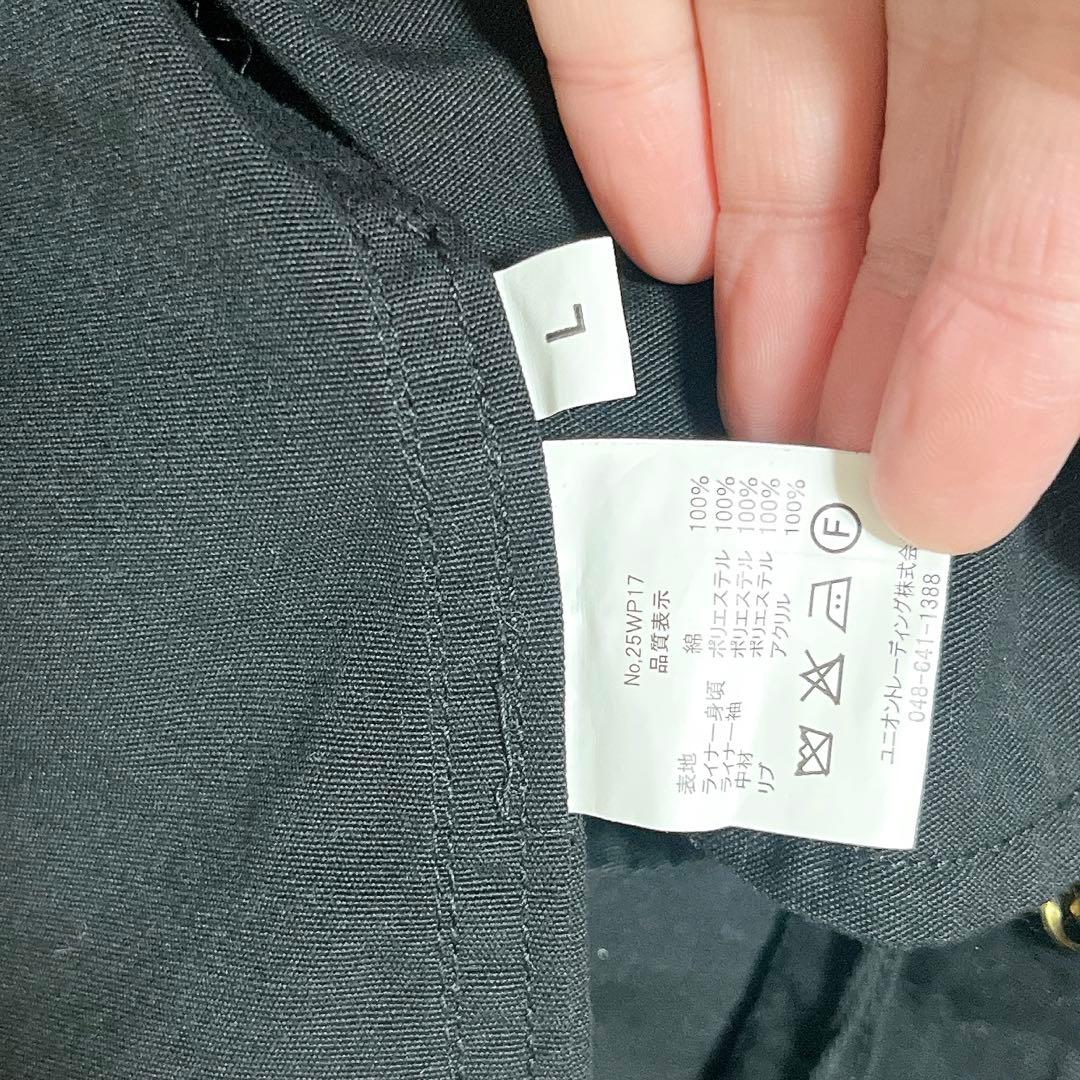 L
No,25WP17
品質表示
表地 綿 100%
ライナー身頃 ポリエステル 100%
ライナー袖 ポリエステル 100%
中材 ポリエステル 100%
リブ アクリル 100%
F
ユニオントレーディング株式会
048-641-1388